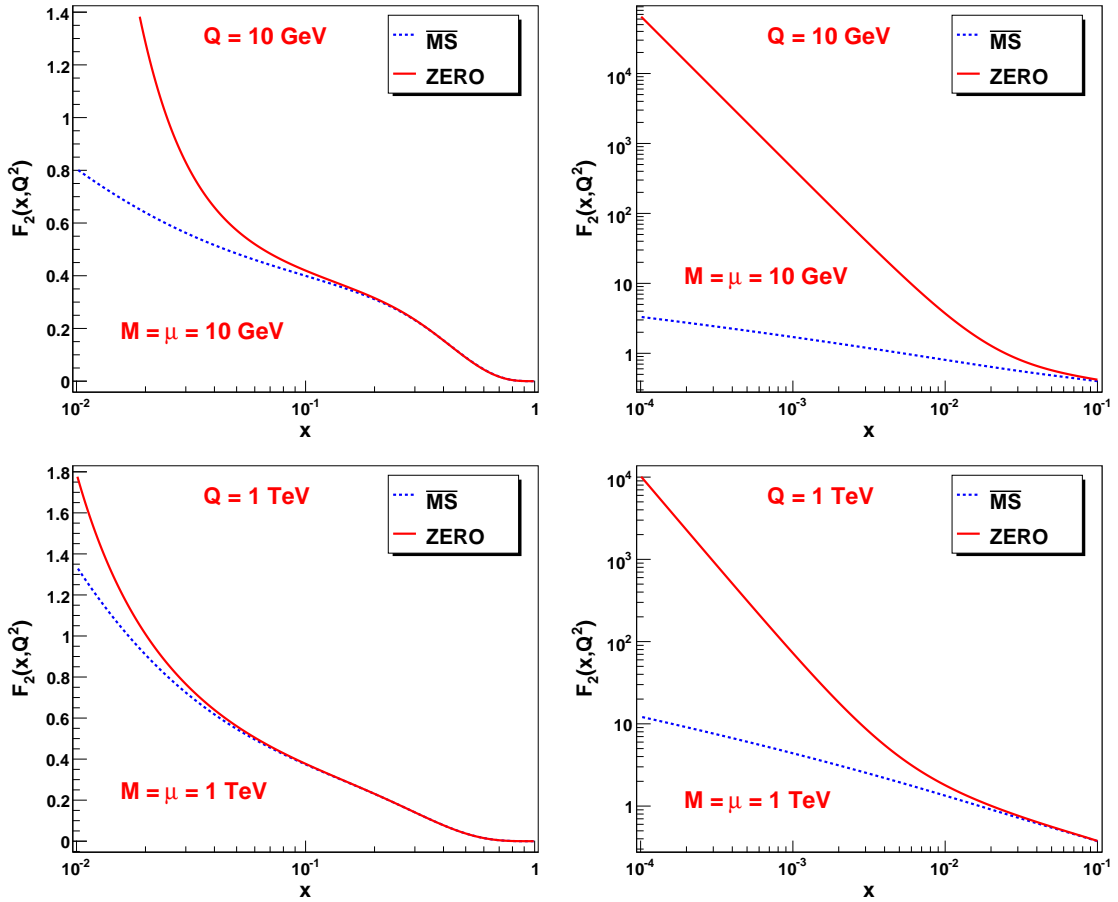 Q = 10 GeV
MS
ZERO
M = μ = 10 GeV
F₂(x,Q²)
1.4
1.2
1
0.8
0.6
0.4
0.2
0
10⁻²
10⁻¹
1
x
Q = 10 GeV
MS
ZERO
M = μ = 10 GeV
F₂(x,Q²)
10⁴
10³
10²
10
1
10⁻⁴
10⁻³
10⁻²
10⁻¹
x
Q = 1 TeV
MS
ZERO
M = μ = 1 TeV
F₂(x,Q²)
1.8
1.6
1.4
1.2
1
0.8
0.6
0.4
0.2
0
10⁻²
10⁻¹
1
x
Q = 1 TeV
MS
ZERO
M = μ = 1 TeV
F₂(x,Q²)
10⁴
10³
10²
10
1
10⁻⁴
10⁻³
10⁻²
10⁻¹
x